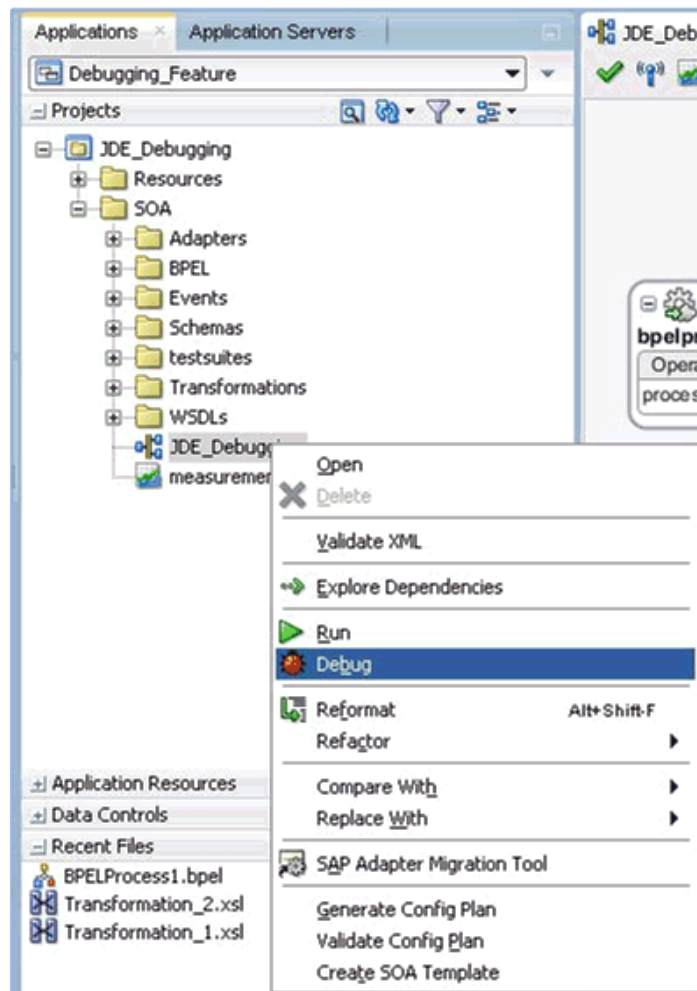 Applications
Application Servers
JDE_Deb
Debugging_Feature
Projects
JDE_Debugging
Resources
SOA
Adapters
BPEL
Events
Schemas
testsuites
Transformations
WSDLs
JDE_Debugg
measuremen
bpelpr
Opera
proces
Open
Delete
Validate XML
Explore Dependencies
Run
Debug
Reformat Alt+Shift-F
Refactor
Compare With
Replace With
SAP Adapter Migration Tool
Generate Config Plan
Validate Config Plan
Create SOA Template
Application Resources
Data Controls
Recent Files
BPELProcess1.bpel
Transformation_2.xsl
Transformation_1.xsl